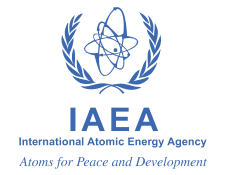 IAEA
International Atomic Energy Agency
Atoms for Peace and Development